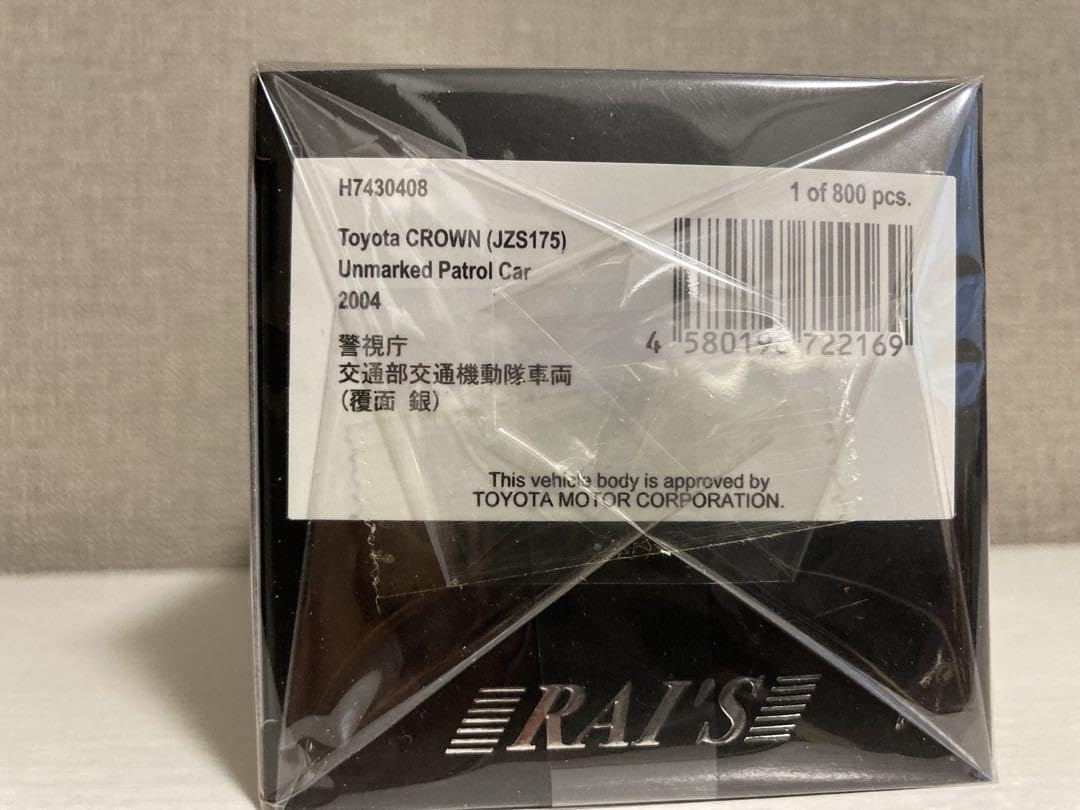 H7430408
1 of 800 pcs.
Toyota CROWN (JZS175)
Unmarked Patrol Car
2004
警視庁
交通部交通機動隊車両
(覆面 銀)
4 722169
This vehicle body is approved by
TOYOTA MOTOR CORPORATION.
RAI'S